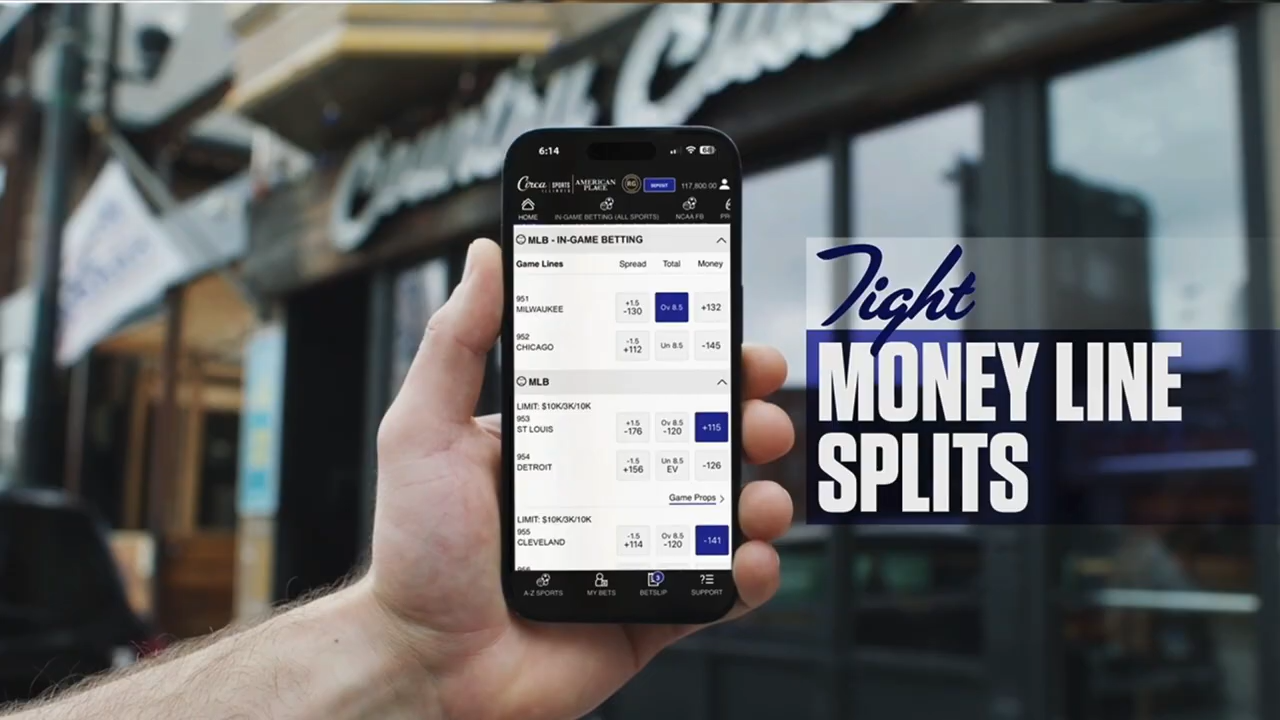 6:14
68
Circa SPORTS ILLINOIS AMERICAN PLACE RG DEPOSIT 117,800.00
HOME IN-GAME BETTING (ALL SPORTS) NCAA FB
MLB - IN-GAME BETTING
Game Lines Spread Total Money
951
MILWAUKEE
+1.5
-130
Ov 8.5
+132
952
CHICAGO
-1.5
+112
Un 8.5
-145
MLB
LIMIT: $10K/3K/10K
953
ST LOUIS
+1.5
-176
Ov 8.5
-120
+115
954
DETROIT
-1.5
+156
Un 8.5
EV
-126
Game Props
LIMIT: $10K/3K/10K
955
CLEVELAND
-1.5
+114
Ov 8.5
-120
-141
3
A-Z SPORTS MY BETS BETSLIP SUPPORT
Tight
MONEY LINE
SPLITS